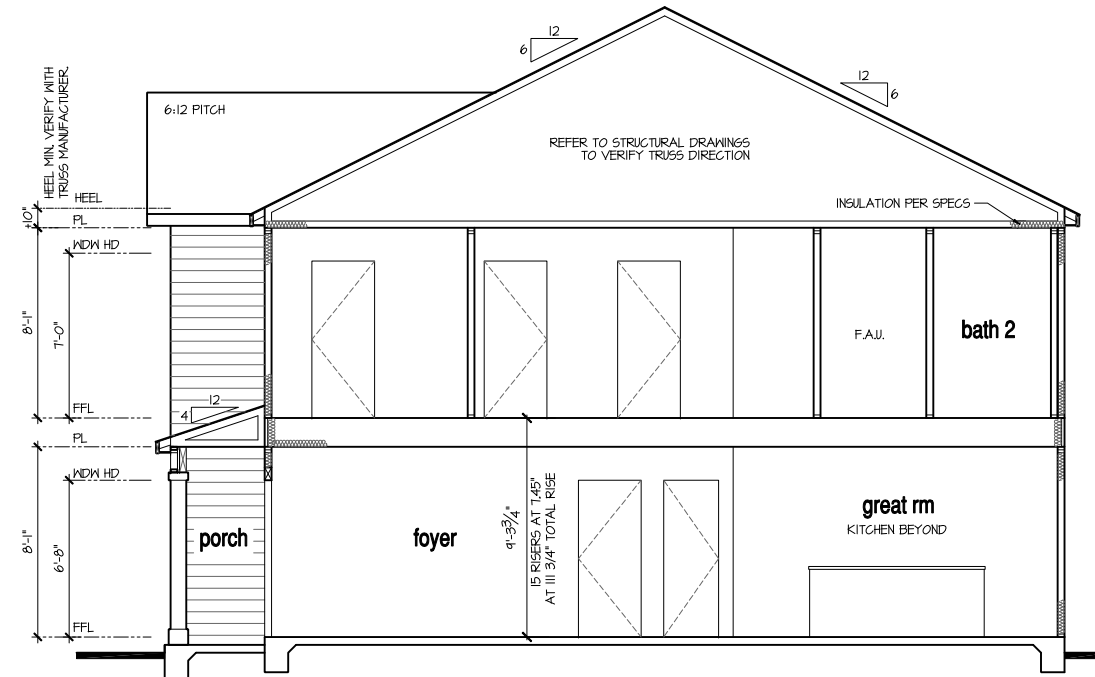 12
6
12
6
HEEL MIN. VERIFY WITH
TRUSS MANUFACTURER.
6:12 PITCH
REFER TO STRUCTURAL DRAWINGS
TO VERIFY TRUSS DIRECTION
HEEL
INSULATION PER SPECS
±10"
PL
WDW HD
8'-1"
7'-0"
F.A.U.
bath 2
12
4
FFL
PL
WDW HD
8'-1"
6'-8"
porch
foyer
9'-3 3/4"
15 RISERS AT 7.45"
AT 111 3/4" TOTAL RISE
great rm
KITCHEN BEYOND
FFL